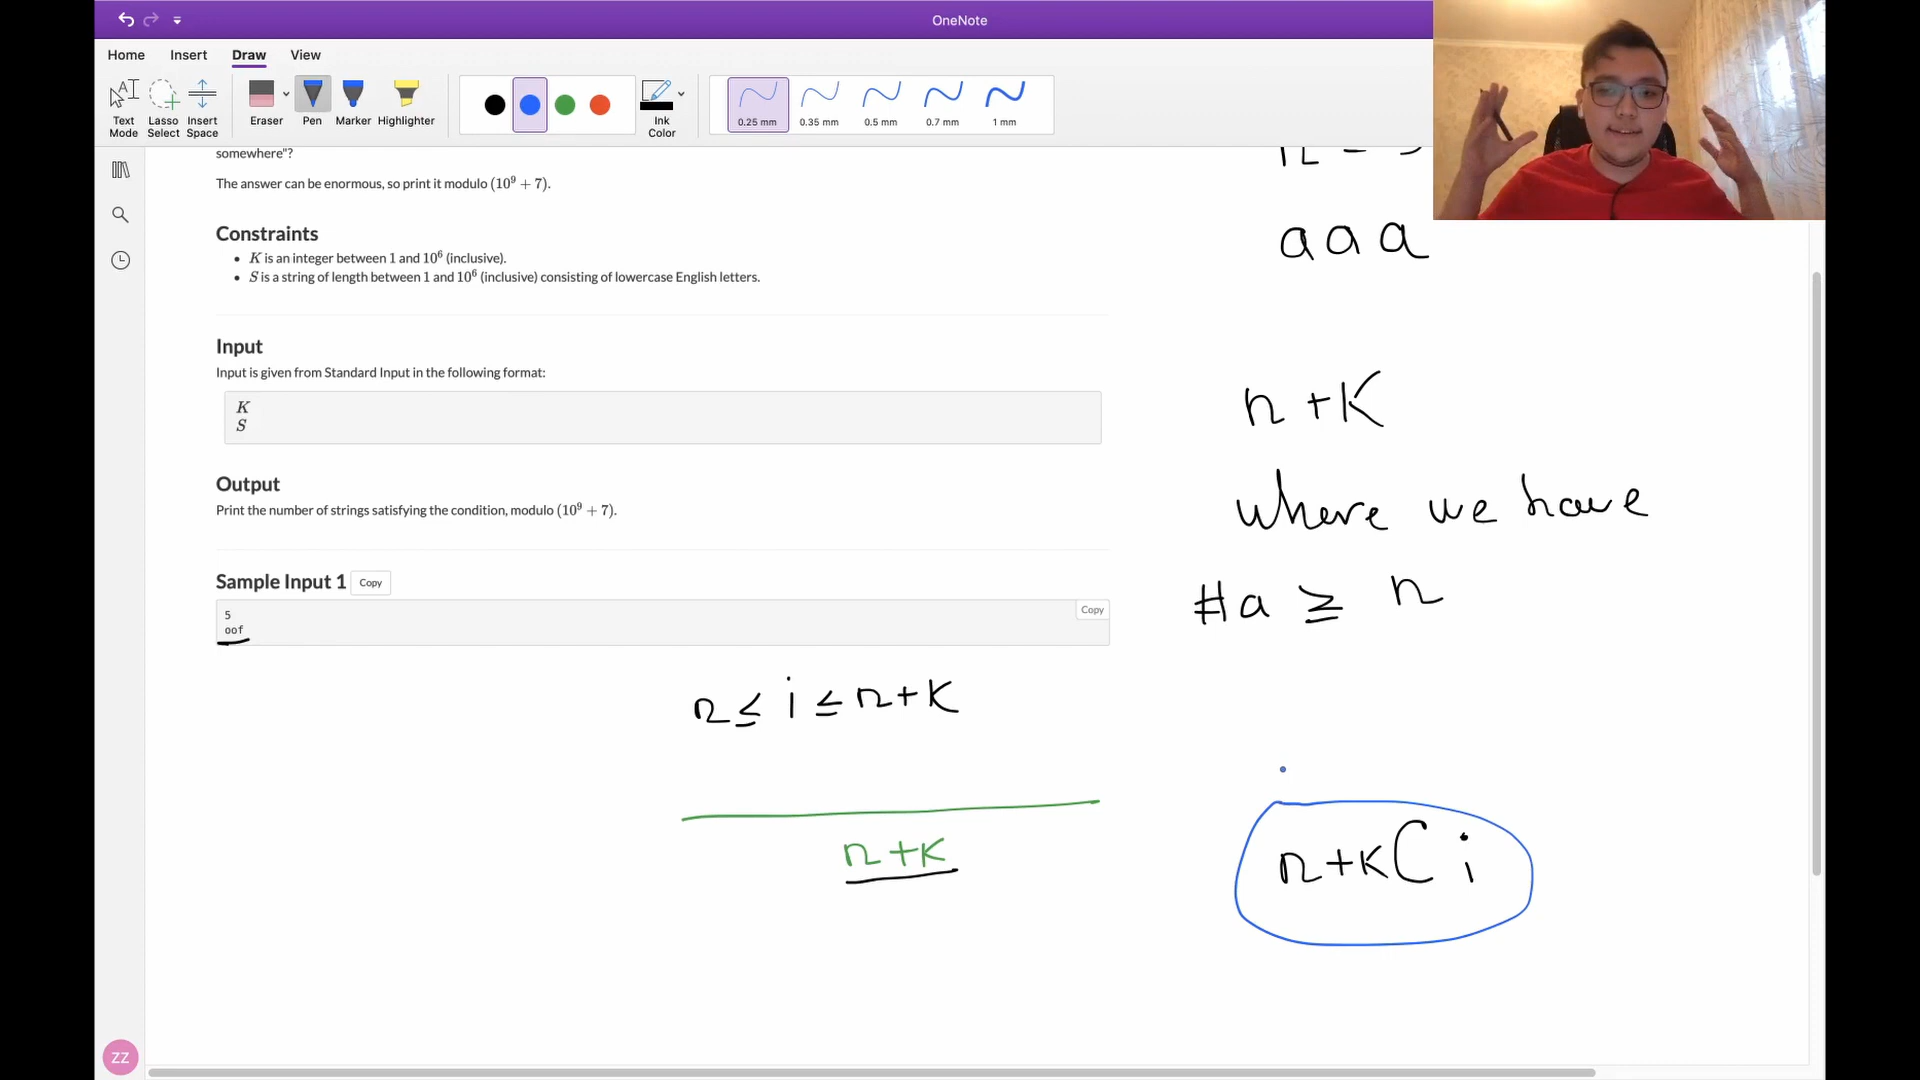 OneNote
Home Insert Draw View
Text Mode
Lasso Select
Insert Space
Eraser
Pen
Marker
Highlighter
Ink Color
0.25 mm
0.35 mm
0.5 mm
0.7 mm
1 mm
somewhere"?
The answer can be enormous, so print it modulo (10⁹ + 7).
Constraints
• K is an integer between 1 and 10⁶ (inclusive).
• S is a string of length between 1 and 10⁶ (inclusive) consisting of lowercase English letters.
Input
Input is given from Standard Input in the following format:
K
S
Output
Print the number of strings satisfying the condition, modulo (10⁹ + 7).
Sample Input 1 Copy
Copy
5
oof
n ≤ i ≤ n+K
n+K
a a a
n+K
where we have
#a ≥ n
n+K C i
ZZ